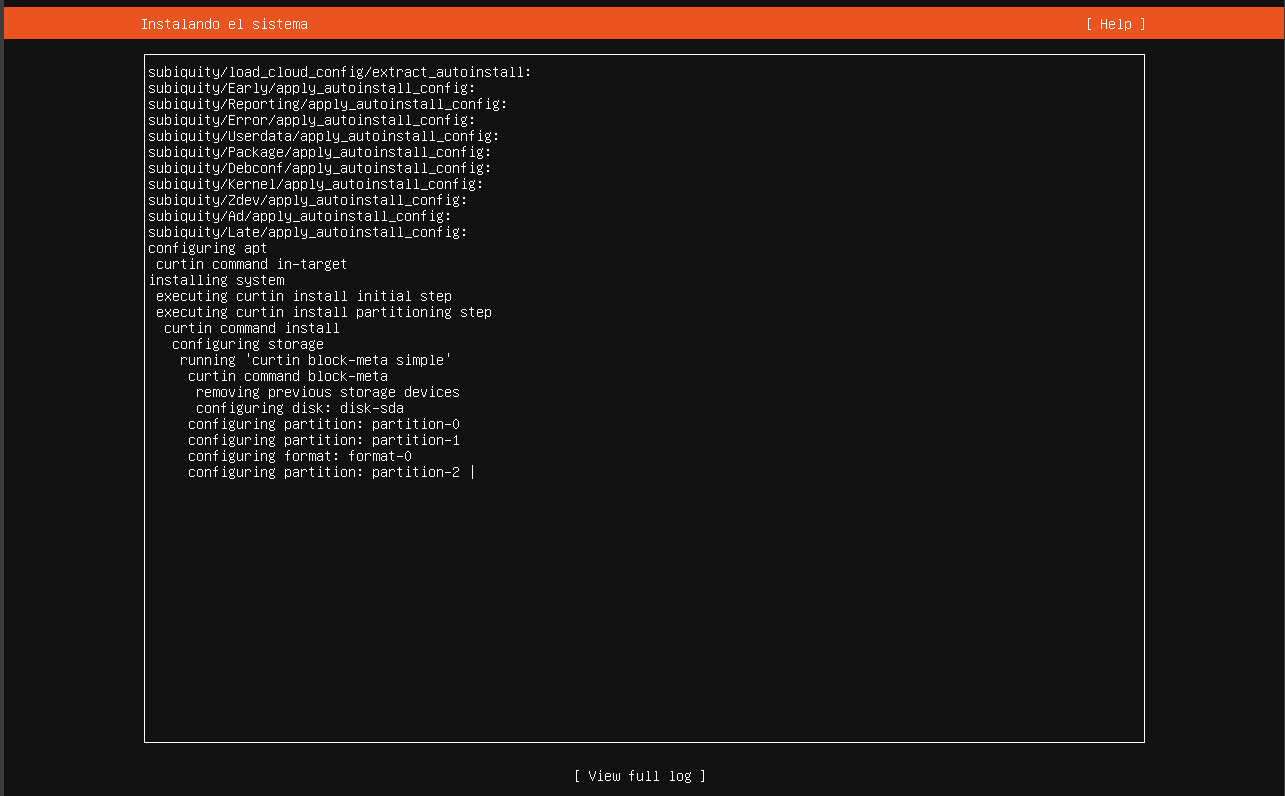 Instalando el sistema [ Help ]
subiquity/load_cloud_config/extract_autoinstall:
subiquity/Early/apply_autoinstall_config:
subiquity/Reporting/apply_autoinstall_config:
subiquity/Error/apply_autoinstall_config:
subiquity/Userdata/apply_autoinstall_config:
subiquity/Package/apply_autoinstall_config:
subiquity/Debconf/apply_autoinstall_config:
subiquity/Kernel/apply_autoinstall_config:
subiquity/Zdev/apply_autoinstall_config:
subiquity/Ad/apply_autoinstall_config:
subiquity/Late/apply_autoinstall_config:
configuring apt
 curtin command in-target
installing system
 executing curtin install initial step
 executing curtin install partitioning step
  curtin command install
   configuring storage
    running 'curtin block-meta simple'
     curtin command block-meta
      removing previous storage devices
      configuring disk: disk-sda
     configuring partition: partition-0
     configuring partition: partition-1
     configuring format: format-0
     configuring partition: partition-2 |
[ View full log ]